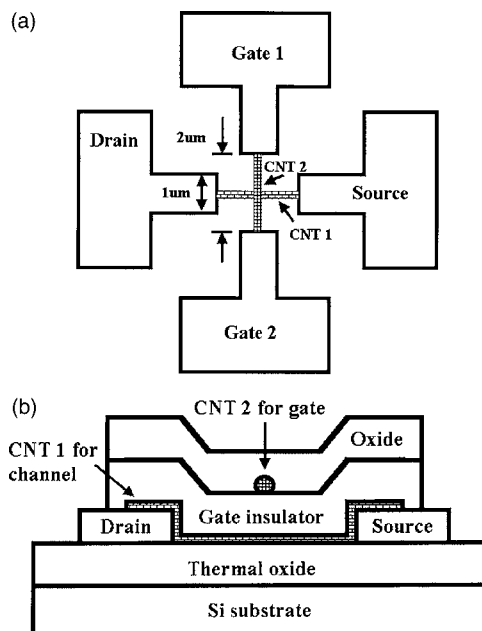 (a)
Gate 1
Drain
2um
CNT 2
1um
Source
CNT 1
Gate 2
(b)
CNT 2 for gate
CNT 1 for
channel
Oxide
Gate insulator
Drain
Source
Thermal oxide
Si substrate